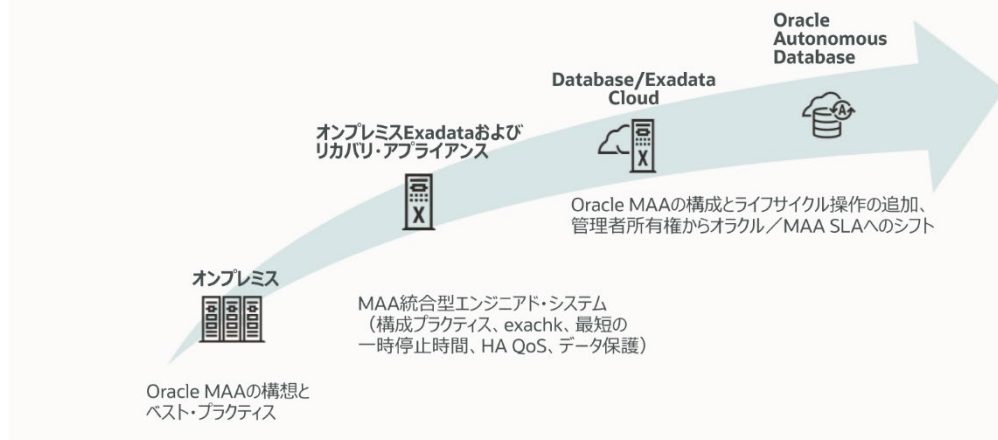 Oracle
Autonomous
Database
Database/Exadata
Cloud
オンプレミスExadataおよび
リカバリ・アプライアンス
X
X
A
Oracle MAAの構成とライフサイクル操作の追加、
管理者所有権からオラクル／MAA SLAへのシフト
オンプレミス
MAA統合型エンジニアド・システム
（構成プラクティス、exachk、最短の
一時停止時間、HA QoS、データ保護）
Oracle MAAの構想と
ベスト・プラクティス